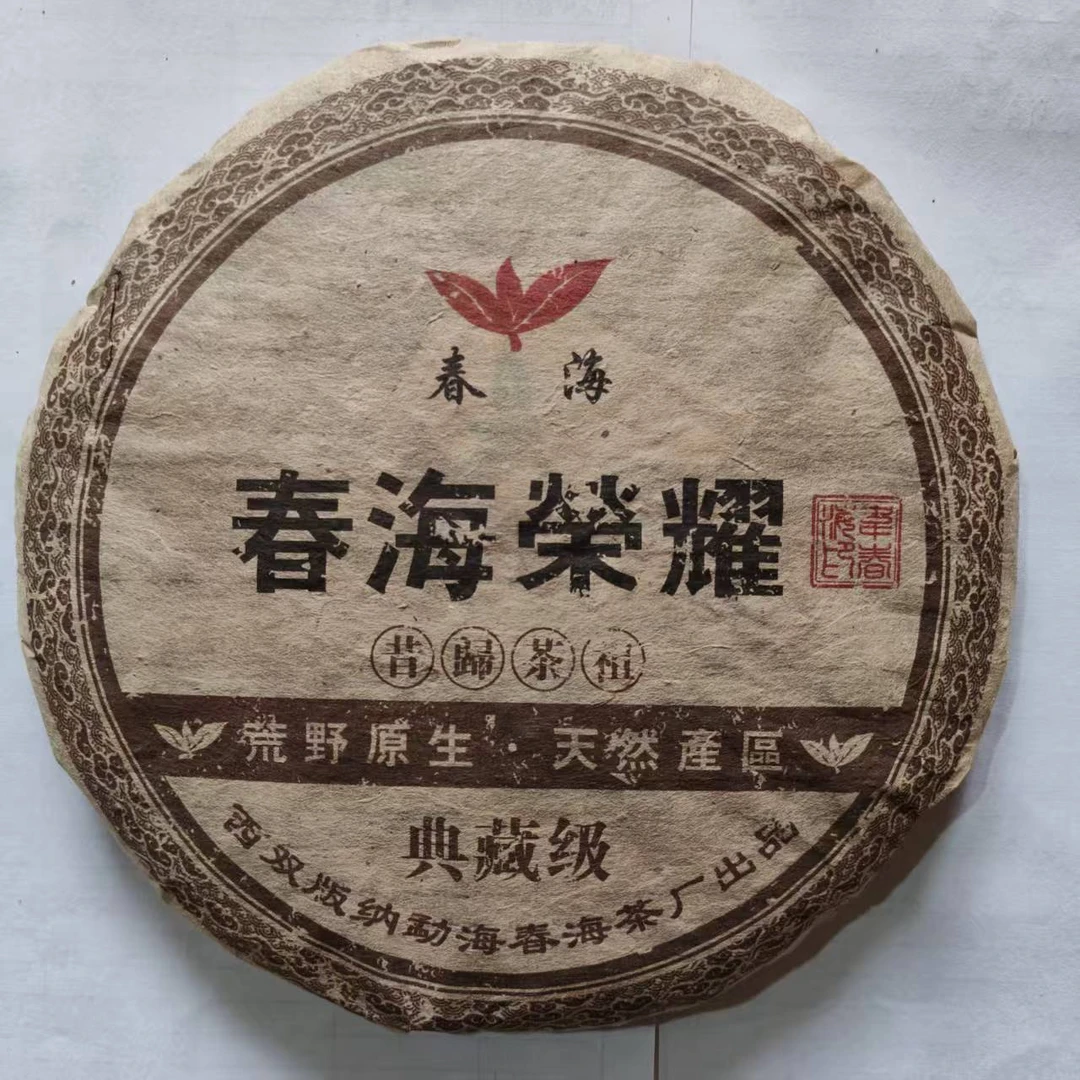 春海
春海榮耀
昔歸茶祖
荒野原生·天然產區
典藏级
西双版纳勐海春海茶厂出品